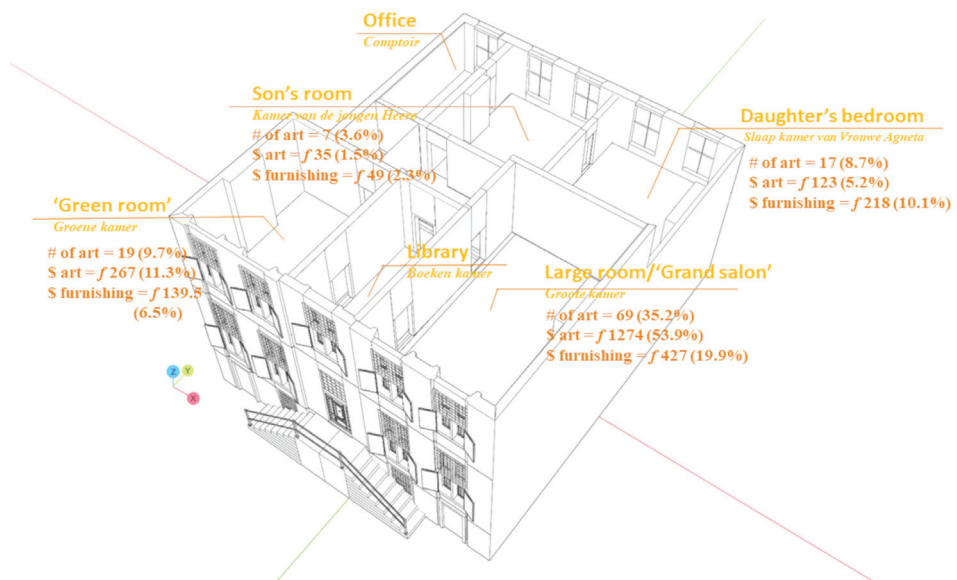 Office
Comptoir
Son's room
Kamer van de jongen Heere
# of art = 7 (3.6%)
$ art = f 35 (1.5%)
$ furnishing = f 49 (2.3%)
Daughter's bedroom
Slaap kamer van Vrouwe Agneta
# of art = 17 (8.7%)
$ art = f 123 (5.2%)
$ furnishing = f 218 (10.1%)
'Green room'
Groene kamer
# of art = 19 (9.7%)
$ art = f 267 (11.3%)
$ furnishing = f 139.5
(6.5%)
Library
Boeken kamer
Large room/'Grand salon'
Groote kamer
# of art = 69 (35.2%)
$ art = f 1274 (53.9%)
$ furnishing = f 427 (19.9%)
Z
Y
X